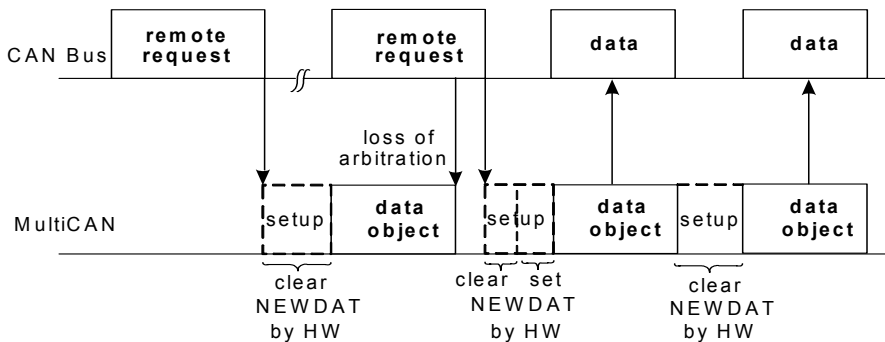 CAN Bus
remote
request
remote
request
data
data
loss of
arbitration
MultiCAN
setup
data
object
setup
data
object
setup
data
object
clear
NEWDAT
by HW
clear set
NEWDAT
by HW
clear
NEWDAT
by HW